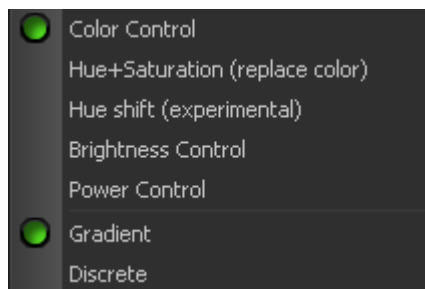 Color Control
Hue+Saturation (replace color)
Hue shift (experimental)
Brightness Control
Power Control
Gradient
Discrete